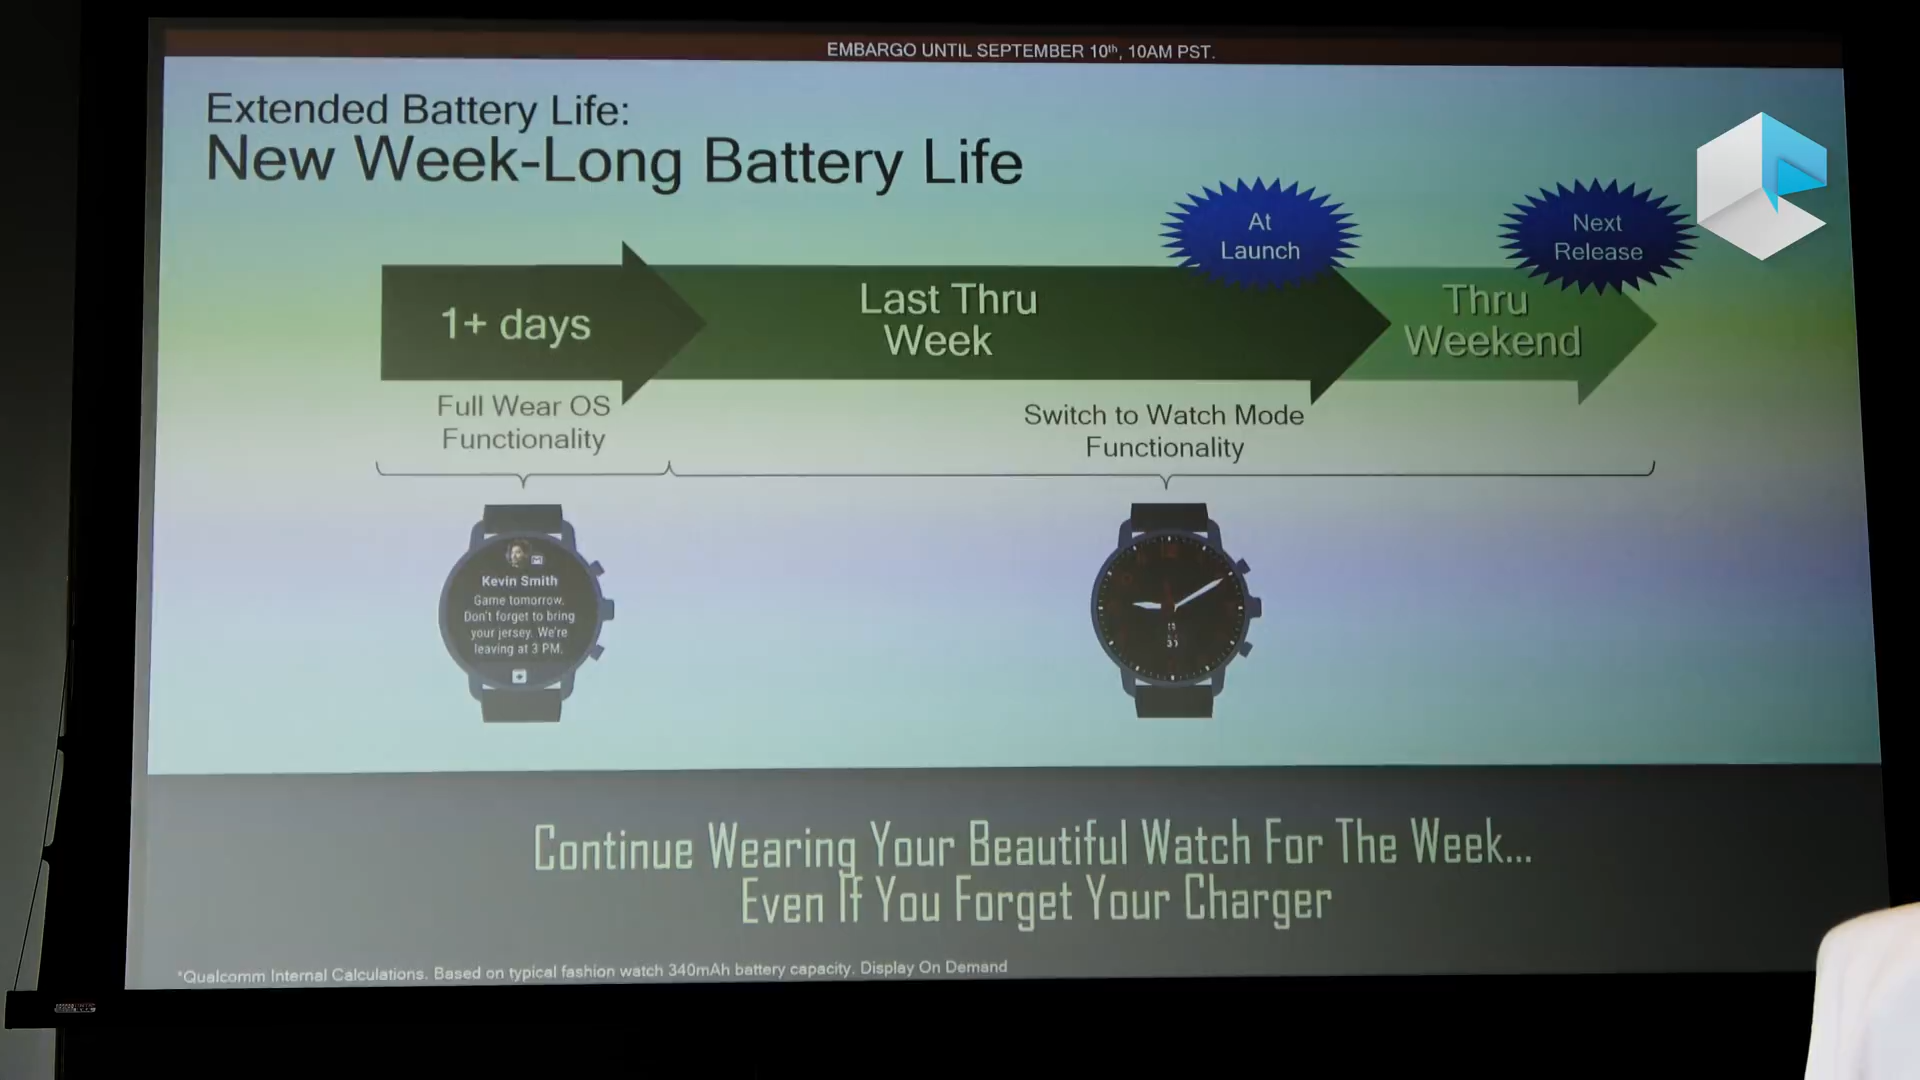 EMBARGO UNTIL SEPTEMBER 10th, 10AM PST.
Extended Battery Life:
New Week-Long Battery Life
At
Launch
Next
Release
1+ days
Last Thru
Week
Thru
Weekend
Full Wear OS
Functionality
Switch to Watch Mode
Functionality
Kevin Smith
Game tomorrow.
Don't forget to bring
your jersey. We're
leaving at 3 PM.
31
Continue Wearing Your Beautiful Watch For The Week...
Even If You Forget Your Charger
*Qualcomm Internal Calculations. Based on typical fashion watch 340mAh battery capacity. Display On Demand